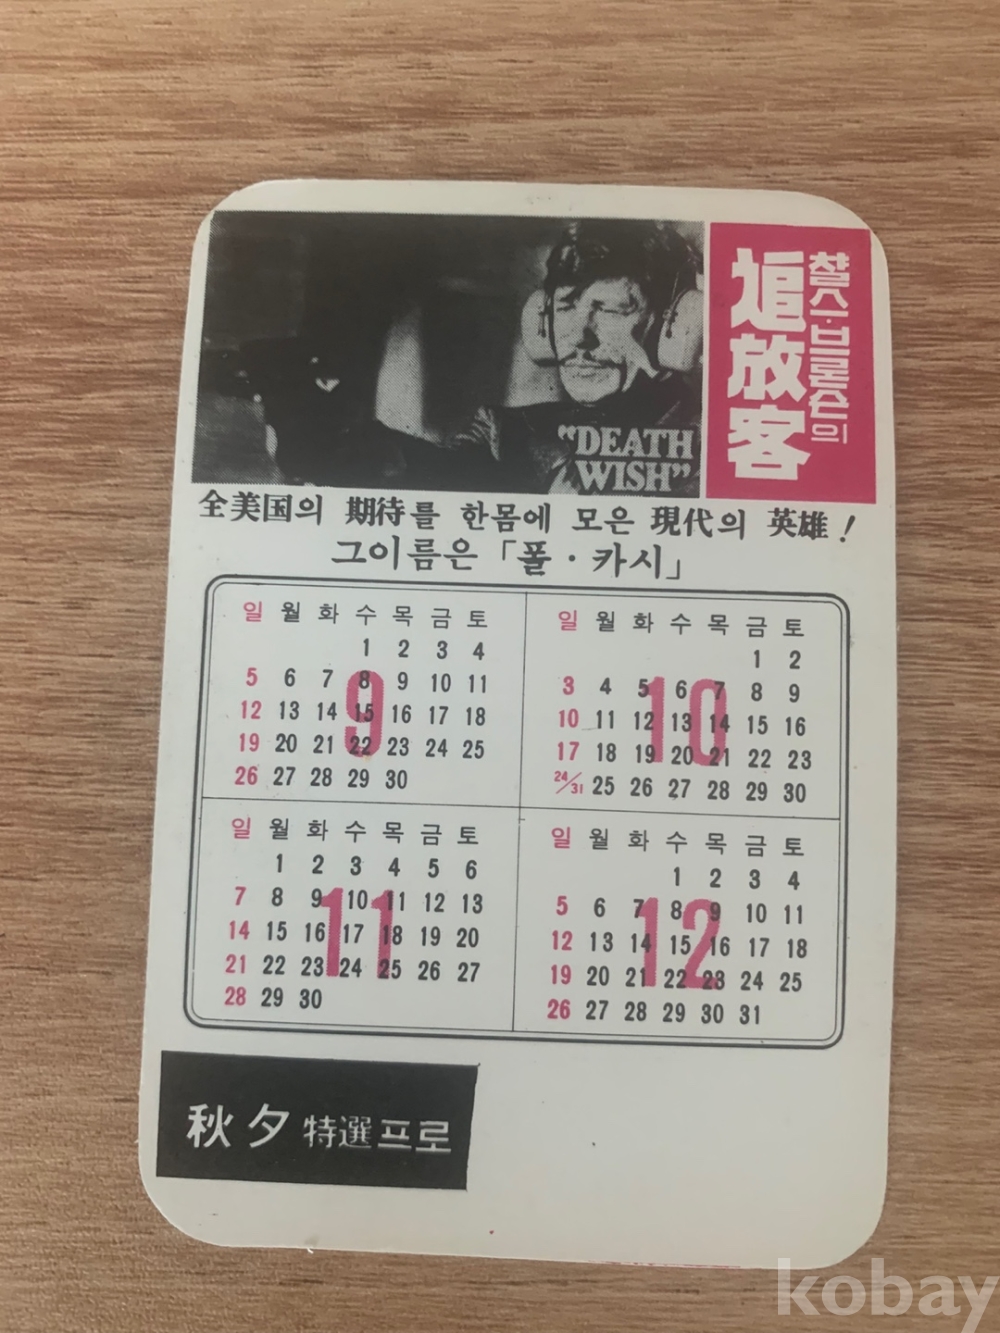 찰스·브론슨의
追放客
"DEATH
WISH"
全美国의 期待를 한몸에 모은 現代의 英雄!
그이름은 「폴·카시」
9
일 월 화 수 목 금 토
1 2 3 4
5 6 7 8 9 10 11
12 13 14 15 16 17 18
19 20 21 22 23 24 25
26 27 28 29 30
10
일 월 화 수 목 금 토
1 2
3 4 5 6 7 8 9
10 11 12 13 14 15 16
17 18 19 20 21 22 23
24/31 25 26 27 28 29 30
11
일 월 화 수 목 금 토
1 2 3 4 5 6
7 8 9 10 11 12 13
14 15 16 17 18 19 20
21 22 23 24 25 26 27
28 29 30
12
일 월 화 수 목 금 토
1 2 3 4
5 6 7 8 9 10 11
12 13 14 15 16 17 18
19 20 21 22 23 24 25
26 27 28 29 30 31
秋夕 特選프로
kobay